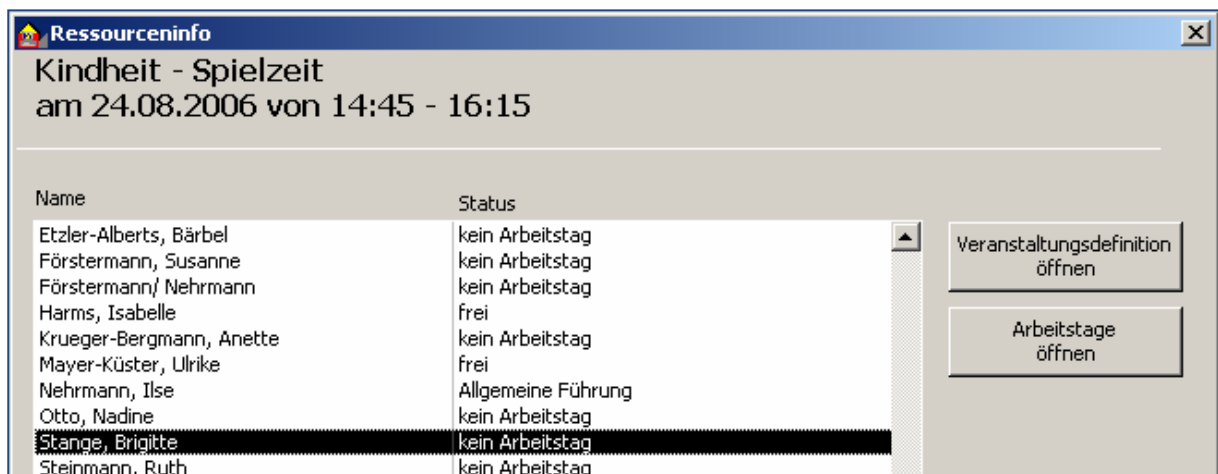 Ressourceninfo
Kindheit - Spielzeit
am 24.08.2006 von 14:45 - 16:15
Name Status
Etzler-Alberts, Bärbel kein Arbeitstag
Förstermann, Susanne kein Arbeitstag
Förstermann/ Nehrmann kein Arbeitstag
Harms, Isabelle frei
Krueger-Bergmann, Anette kein Arbeitstag
Mayer-Küster, Ulrike frei
Nehrmann, Ilse Allgemeine Führung
Otto, Nadine kein Arbeitstag
Stange, Brigitte kein Arbeitstag
Steinmann, Ruth kein Arbeitstag
Veranstaltungsdefinition
öffnen
Arbeitstage
öffnen